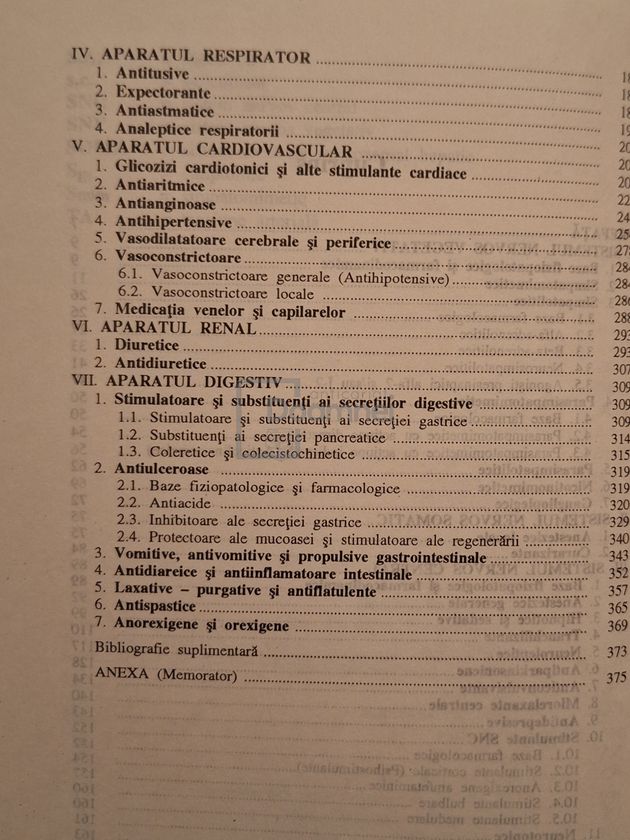 IV. APARATUL RESPIRATOR
1. Antitusive
2. Expectorante
3. Antiastmatice
4. Analeptice respiratorii
V. APARATUL CARDIOVASCULAR
1. Glicozizi cardiotonici şi alte stimulante cardiace
2. Antiaritmice
3. Antianginoase
4. Antihipertensive
5. Vasodilatatoare cerebrale şi periferice
6. Vasoconstrictoare
6.1. Vasoconstrictoare generale (Antihipotensive)
6.2. Vasoconstrictoare locale
7. Medicaţia venelor şi capilarelor
VI. APARATUL RENAL
1. Diuretice
2. Antidiuretice 307
VII. APARATUL DIGESTIV 309
1. Stimulatoare şi substituenţi ai secreţiilor digestive 309
1.1. Stimulatoare şi substituenţi ai secreţiei gastrice 309
1.2. Substituenţi ai secreţiei pancreatice 314
1.3. Coleretice şi colecistochinetice 315
2. Antiulceroase 319
2.1. Baze fiziopatologice şi farmacologice 319
2.2. Antiacide 320
2.3. Inhibitoare ale secreţiei gastrice 329
2.4. Protectoare ale mucoasei şi stimulatoare ale regenerării 340
3. Vomitive, antivomitive şi propulsive gastrointestinale 343
4. Antidiareice şi antiinflamatoare intestinale 352
5. Laxative – purgative şi antiflatulente 357
6. Antispastice 365
7. Anorexigene şi orexigene 369
Bibliografie suplimentară 373
ANEXA (Memorator) 375